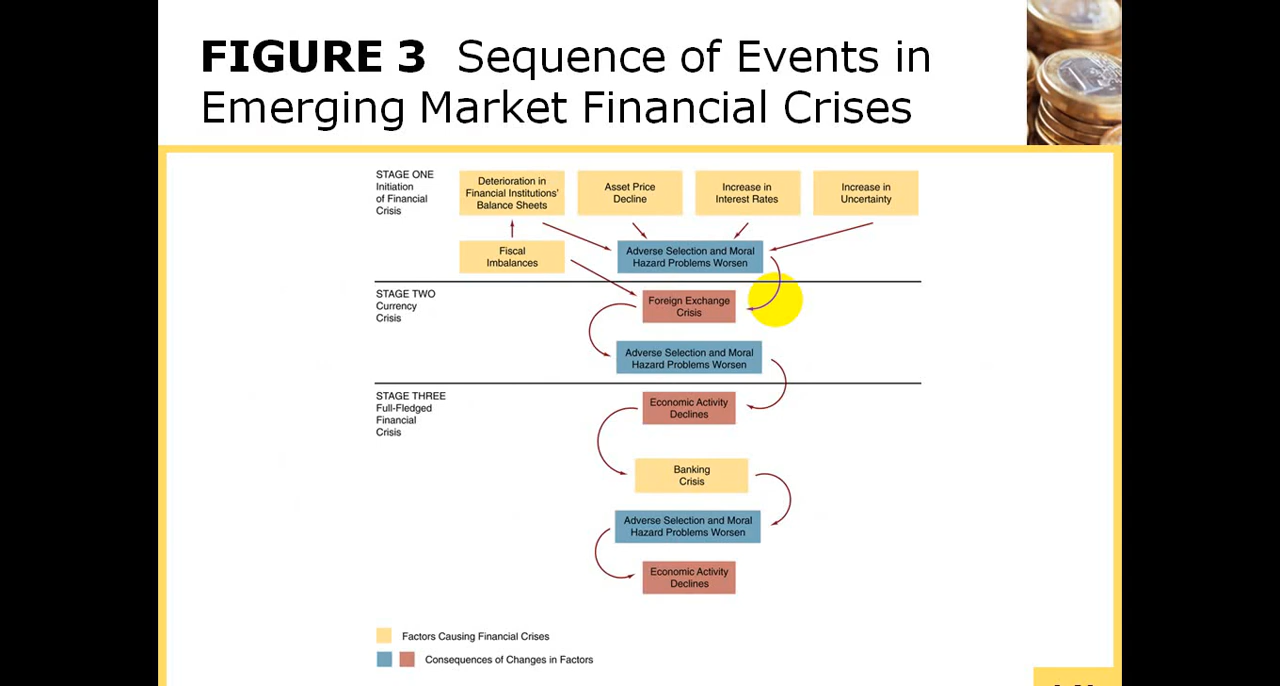 FIGURE 3 Sequence of Events in
Emerging Market Financial Crises
STAGE ONE
Initiation
of Financial
Crisis
Deterioration in
Financial Institutions'
Balance Sheets
Asset Price
Decline
Increase in
Interest Rates
Increase in
Uncertainty
Fiscal
Imbalances
Adverse Selection and Moral
Hazard Problems Worsen
STAGE TWO
Currency
Crisis
Foreign Exchange
Crisis
Adverse Selection and Moral
Hazard Problems Worsen
STAGE THREE
Full-Fledged
Financial
Crisis
Economic Activity
Declines
Banking
Crisis
Adverse Selection and Moral
Hazard Problems Worsen
Economic Activity
Declines
Factors Causing Financial Crises
Consequences of Changes in Factors